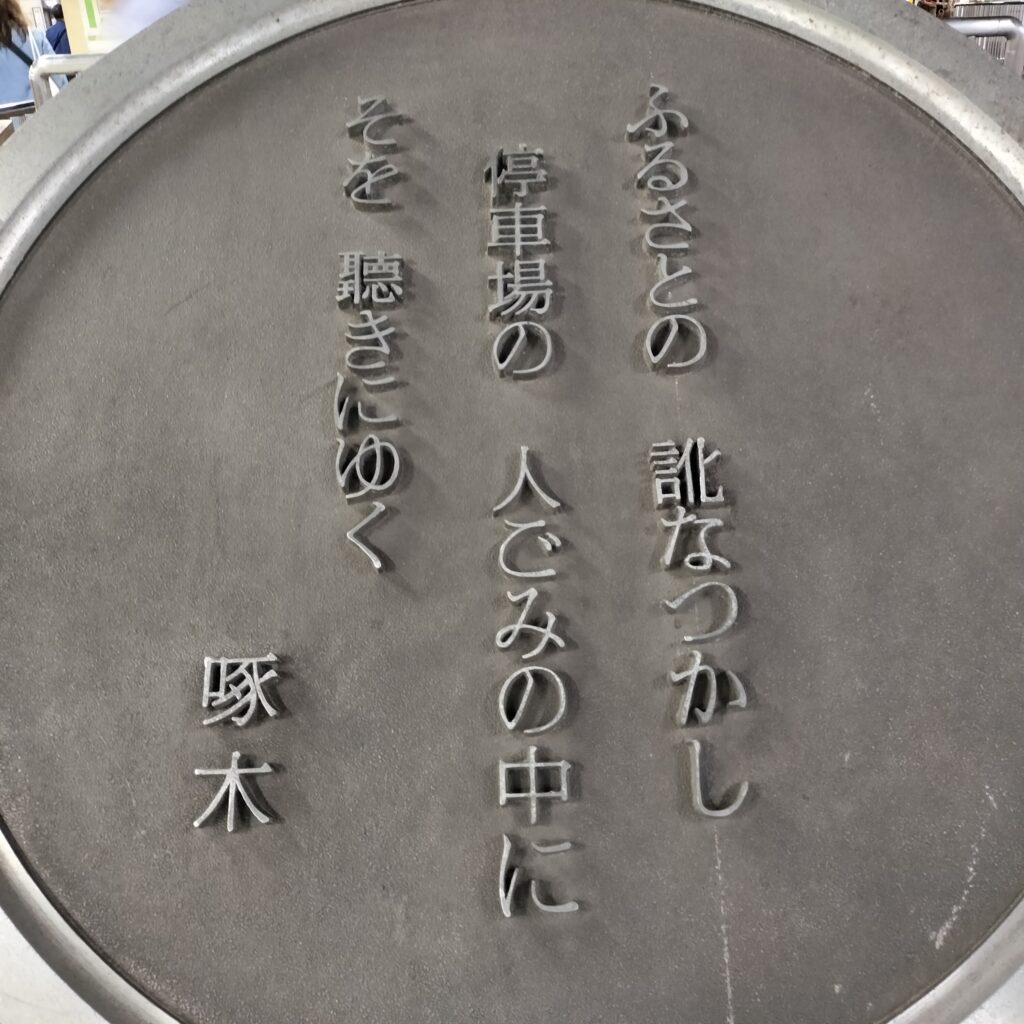 ふるさとの 訛なつかし
停車場の 人ごみの中に
そを 聴きにゆく
啄木